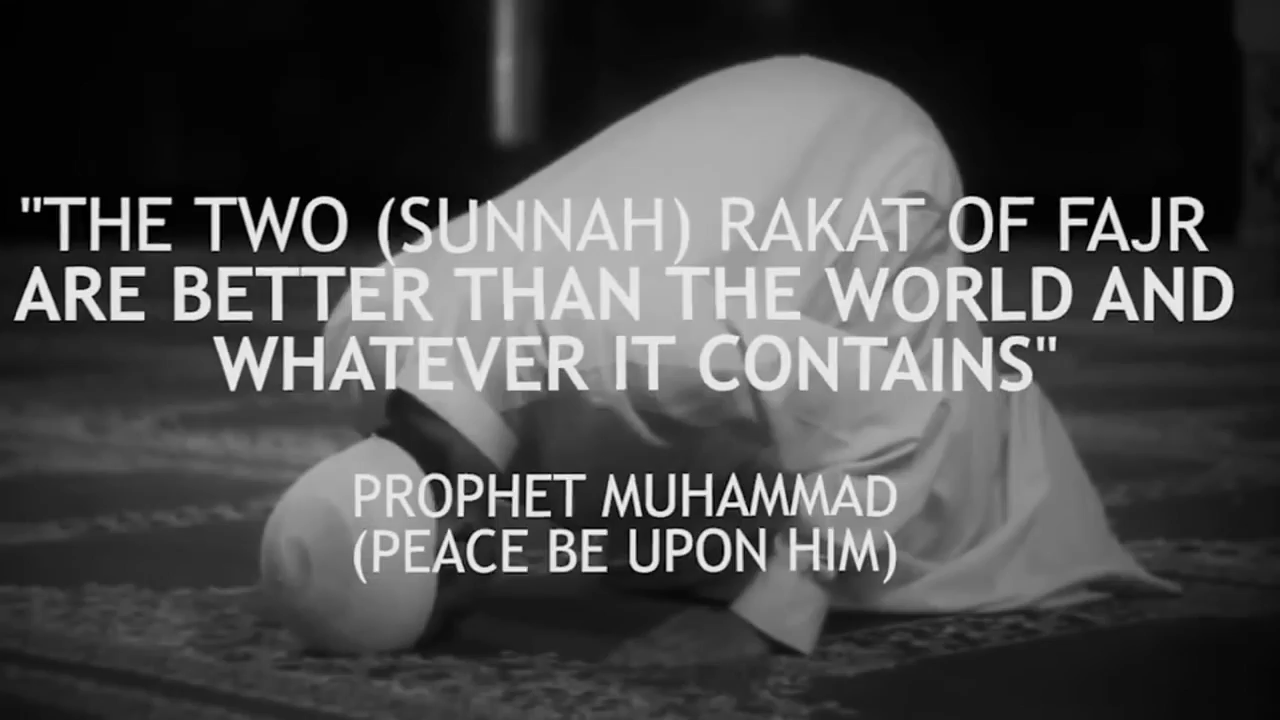 "THE TWO (SUNNAH) RAKAT OF FAJR
ARE BETTER THAN THE WORLD AND
WHATEVER IT CONTAINS"
PROPHET MUHAMMAD
(PEACE BE UPON HIM)